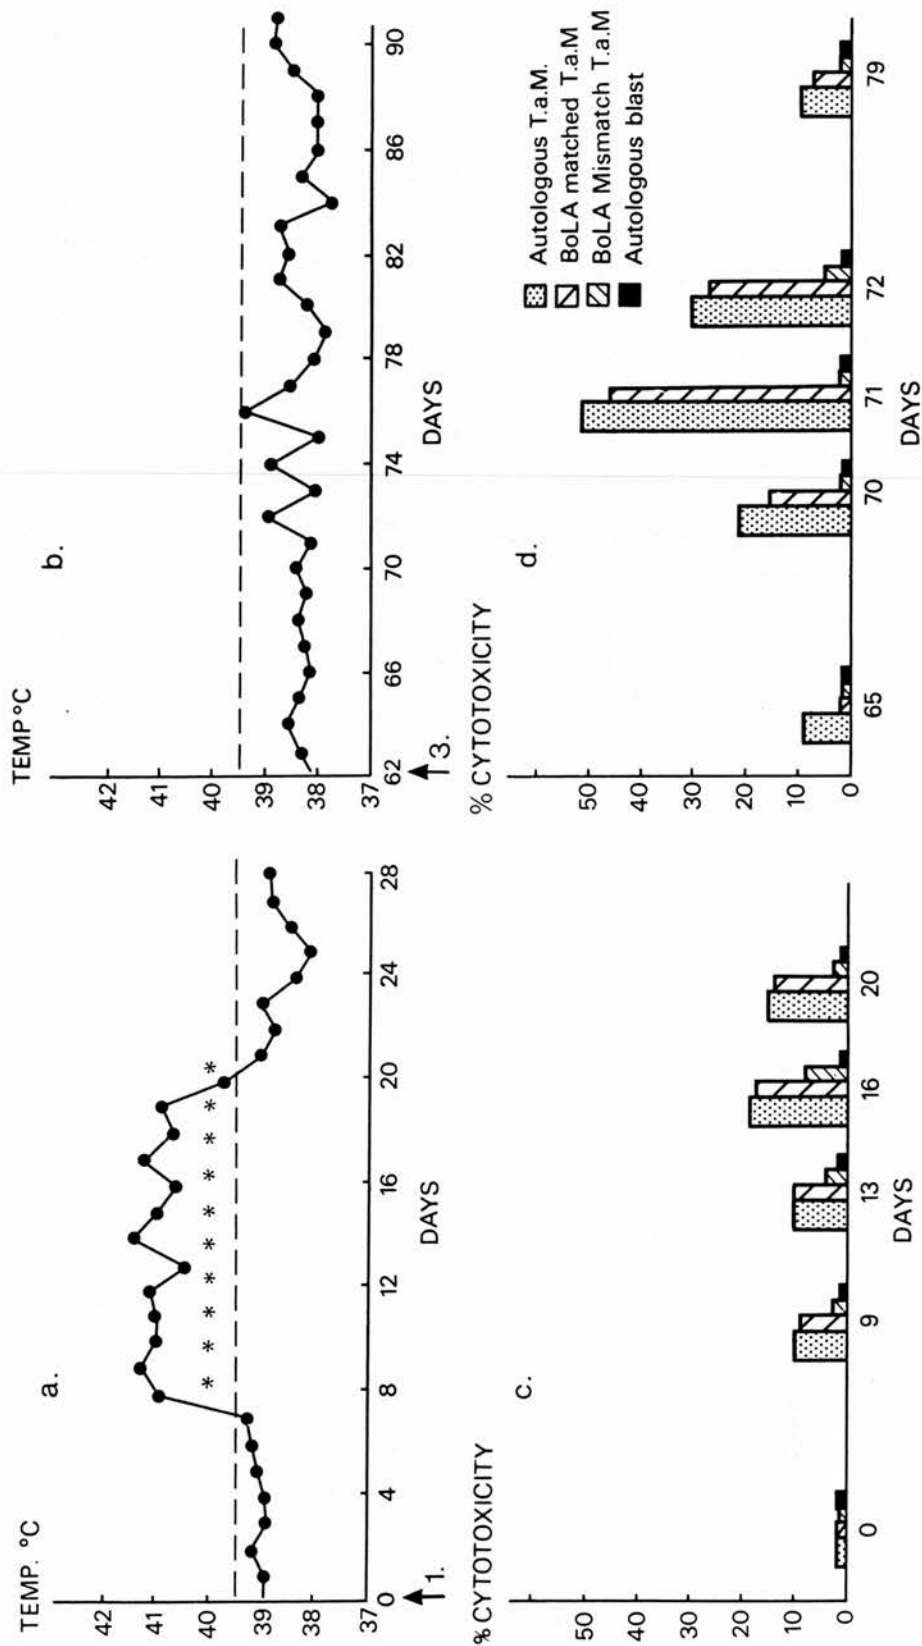 a.
TEMP. °C
42
41
40
39
38
37
* * * * * * * * * *
0 4 8 12 16 20 24 28
DAYS
1.
b.
TEMP°C
42
41
40
39
38
37
62 66 70 74 78 82 86 90
DAYS
3.
c.
% CYTOTOXICITY
50
40
30
20
10
0
0 9 13 16 20
DAYS
d.
% CYTOTOXICITY
50
40
30
20
10
0
65 70 71 72 79
DAYS
Autologous T.a.M.
BoLA matched T.a.M
BoLA Mismatch T.a.M
Autologous blast